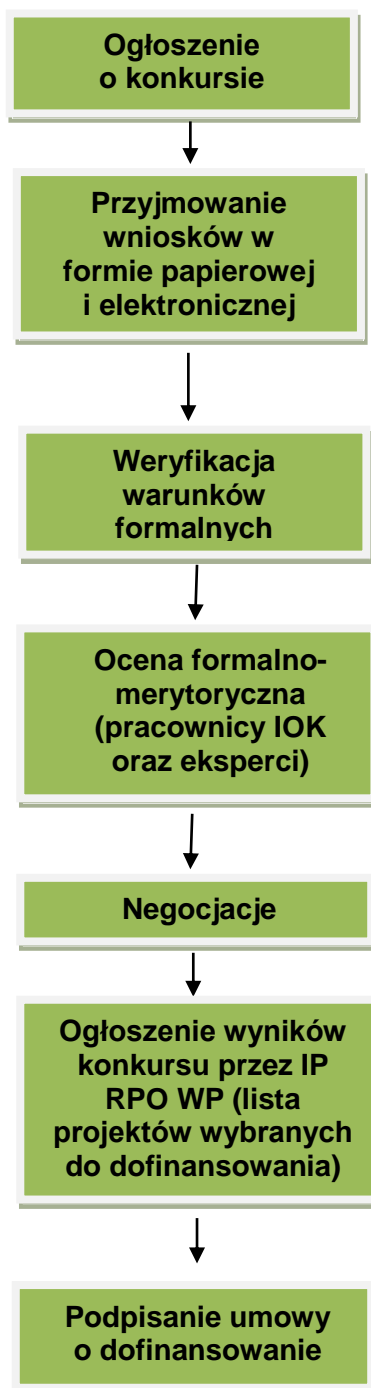 Ogłoszenie
o konkursie
Przyjmowanie
wniosków w
formie papierowej
i elektronicznej
Weryfikacja
warunków
formalnych
Ocena formalno-
merytoryczna
(pracownicy IOK
oraz eksperci)
Negocjacje
Ogłoszenie wyników
konkursu przez IP
RPO WP (lista
projektów wybranych
do dofinansowania)
Podpisanie umowy
o dofinansowanie